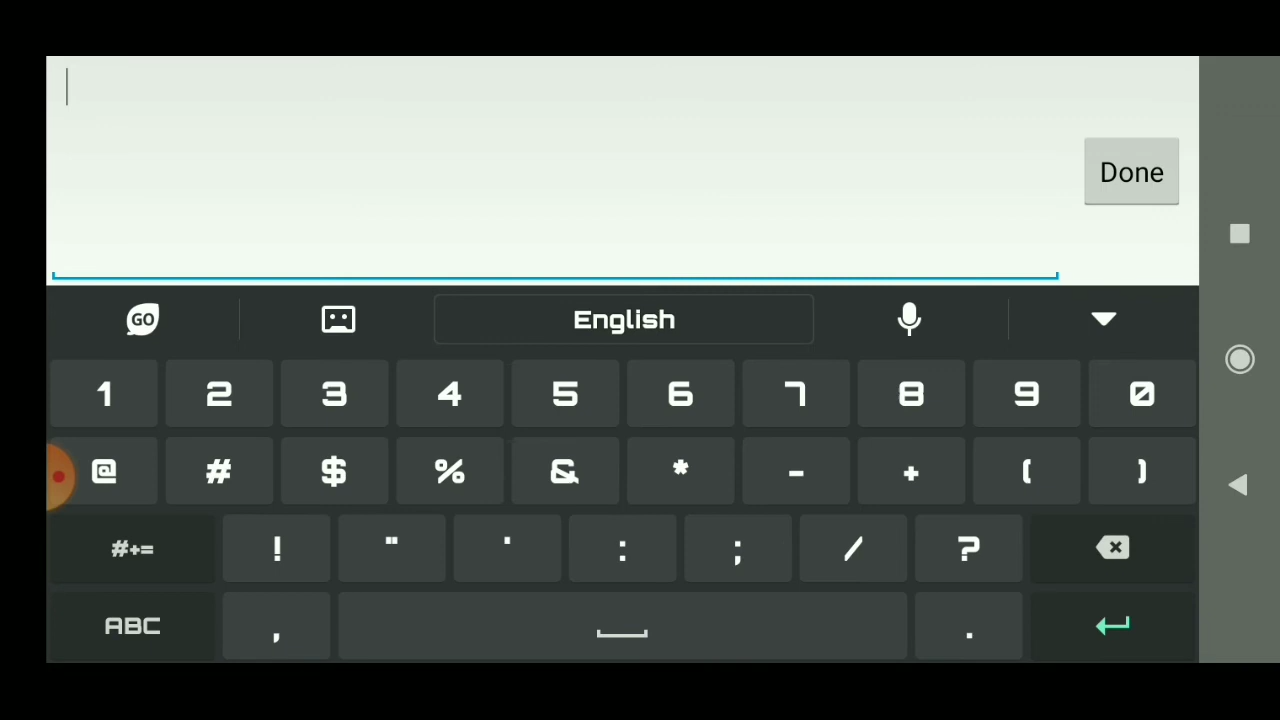 Done
GO English
1 2 3 4 5 6 7 8 9 0
@ # $ % & * - + ( )
#+= ! " ' : ; / ?
ABC , .